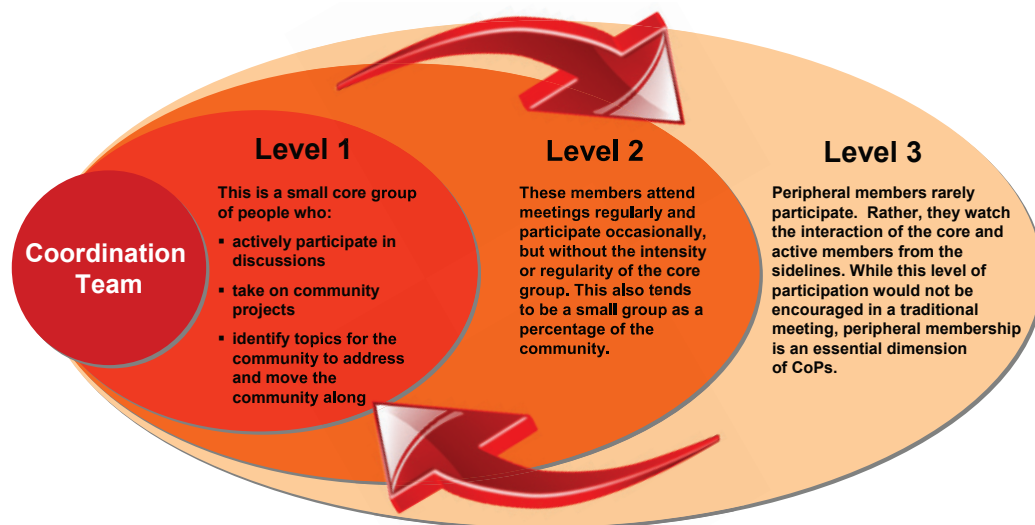 Coordination
Team
Level 1
This is a small core group
of people who:
▪ actively participate in
discussions
▪ take on community
projects
▪ identify topics for the
community to address
and move the
community along
Level 2
These members attend
meetings regularly and
participate occasionally,
but without the intensity
or regularity of the core
group. This also tends
to be a small group as a
percentage of the
community.
Level 3
Peripheral members rarely
participate.  Rather, they watch
the interaction of the core and
active members from the
sidelines. While this level of
participation would not be
encouraged in a traditional
meeting, peripheral membership
is an essential dimension
of CoPs.